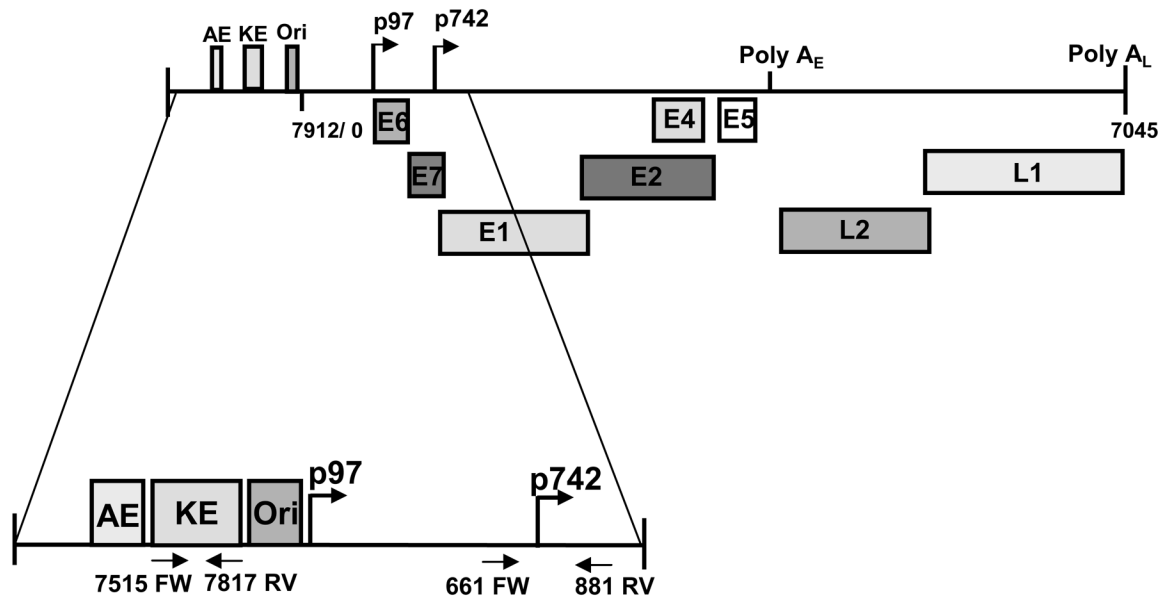 AE KE Ori p97 p742 Poly AE Poly AL
7912/ 0 E6 E4 E5 7045
E7 E2 L1
E1 L2
AE KE Ori p97 p742
7515 FW 7817 RV 661 FW 881 RV